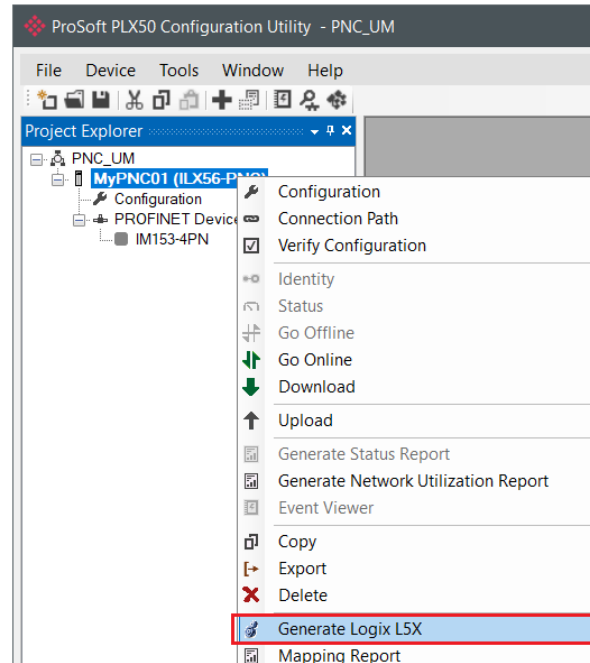 ProSoft PLX50 Configuration Utility - PNC_UM
File Device Tools Window Help
Project Explorer
PNC_UM
MyPNC01 (ILX56-PNC)
Configuration
PROFINET Device
IM153-4PN
Configuration
Connection Path
Verify Configuration
Identity
Status
Go Offline
Go Online
Download
Upload
Generate Status Report
Generate Network Utilization Report
Event Viewer
Copy
Export
Delete
Generate Logix L5X
Mapping Report